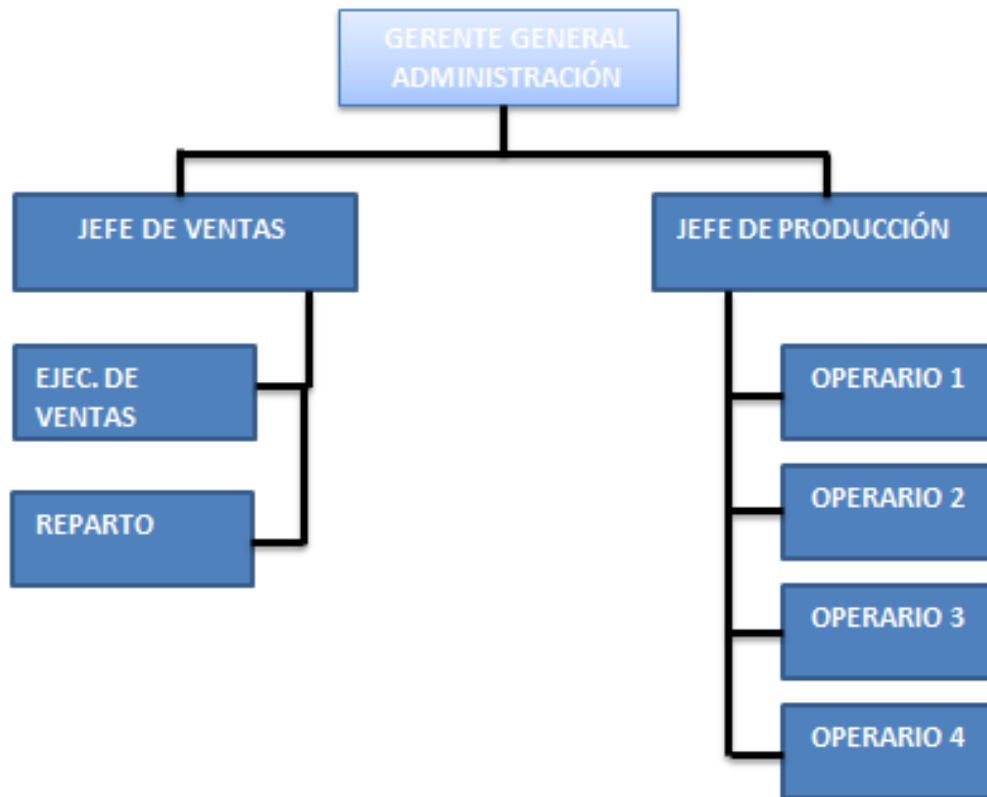 GERENTE GENERAL
ADMINISTRACIÓN
JEFE DE VENTAS
JEFE DE PRODUCCIÓN
EJEC. DE
VENTAS
REPARTO
OPERARIO 1
OPERARIO 2
OPERARIO 3
OPERARIO 4